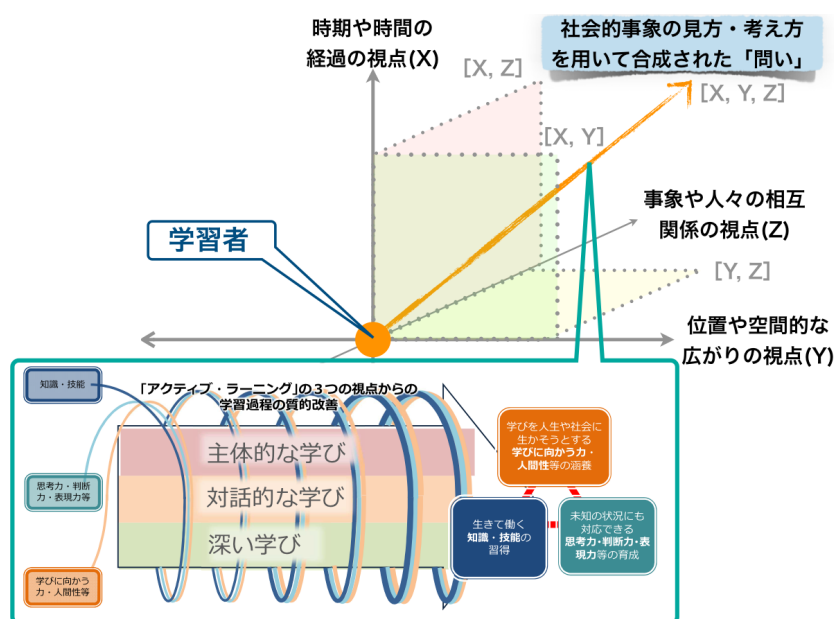 時期や時間の
経過の視点(X)
社会的事象の見方・考え方
を用いて合成された「問い」
[X, Z]
[X, Y, Z]
[X, Y]
事象や人々の相互
関係の視点(Z)
学習者
[Y, Z]
位置や空間的な
広がりの視点(Y)
「アクティブ・ラーニング」の３つの視点からの
学習過程の質的改善
知識・技能
思考力・判断
力・表現力等
学びに向かう
力・人間性等
主体的な学び
対話的な学び
深い学び
学びを人生や社会に
生かそうとする
学びに向かう力・
人間性等の涵養
生きて働く
知識・技能の
習得
未知の状況にも
対応できる
思考力・判断力・表
現力等の育成